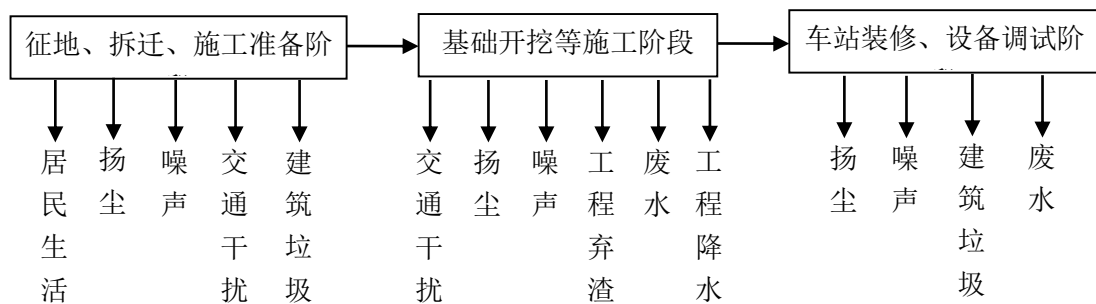 征地、拆迁、施工准备阶
基础开挖等施工阶段
车站装修、设备调试阶
居民生活
扬尘
噪声
交通干扰
建筑垃圾
交通干扰
扬尘
噪声
工程弃渣
废水
工程降水
扬尘
噪声
建筑垃圾
废水